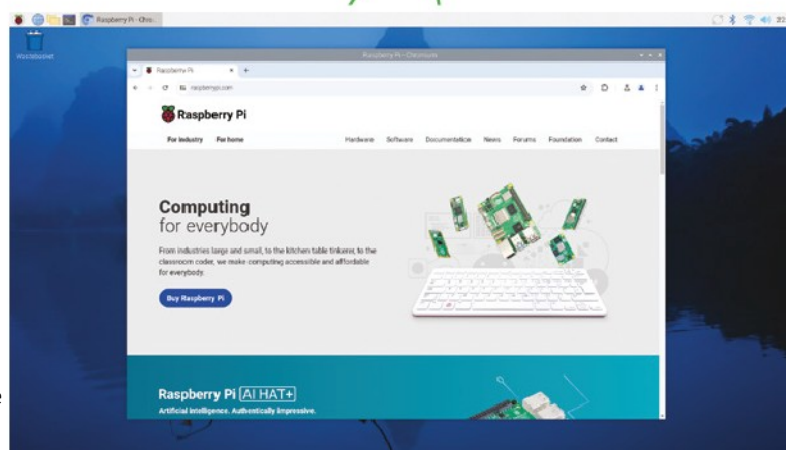 Raspberry Pi - Chro...
Wastebasket
Raspberry Pi - Chromium
Raspberry Pi
raspberrypi.com
Raspberry Pi
For industry For home Hardware Software Documentation News Forums Foundation Contact
Computing
for everybody
From industries large and small, to the kitchen table tinkerer, to the
classroom coder, we make computing accessible and affordable
for everybody.
Buy Raspberry Pi
Raspberry Pi AI HAT+
Artificial intelligence. Authentically impressive.